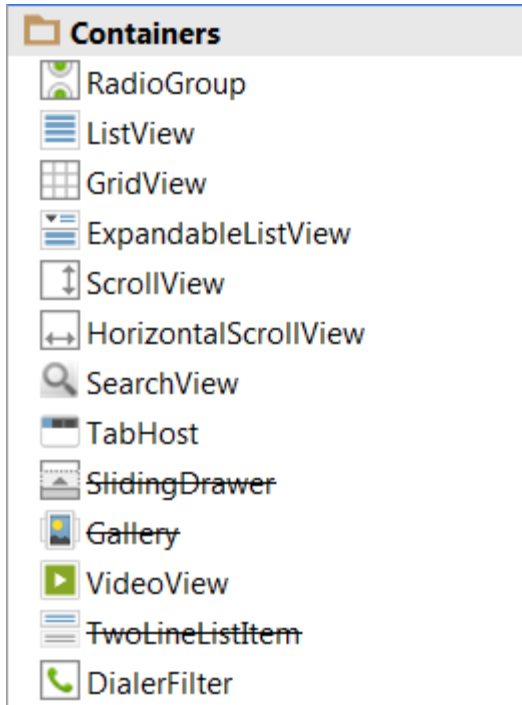 Containers
RadioGroup
ListView
GridView
ExpandableListView
ScrollView
HorizontalScrollView
SearchView
TabHost
SlidingDrawer
Gallery
VideoView
TwoLineListItem
DialerFilter